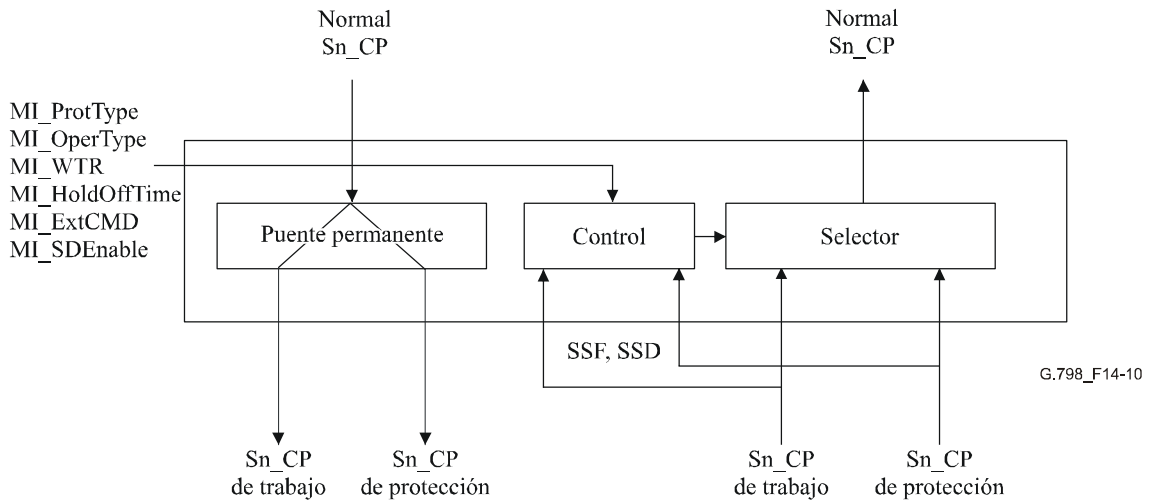 Normal
Sn_CP
Normal
Sn_CP
MI_ProtType
MI_OperType
MI_WTR
MI_HoldOffTime
MI_ExtCMD
MI_SDEnable
Puente permanente
Control
Selector
SSF, SSD
G.798_F14-10
Sn_CP
de trabajo
Sn_CP
de protección
Sn_CP
de trabajo
Sn_CP
de protección